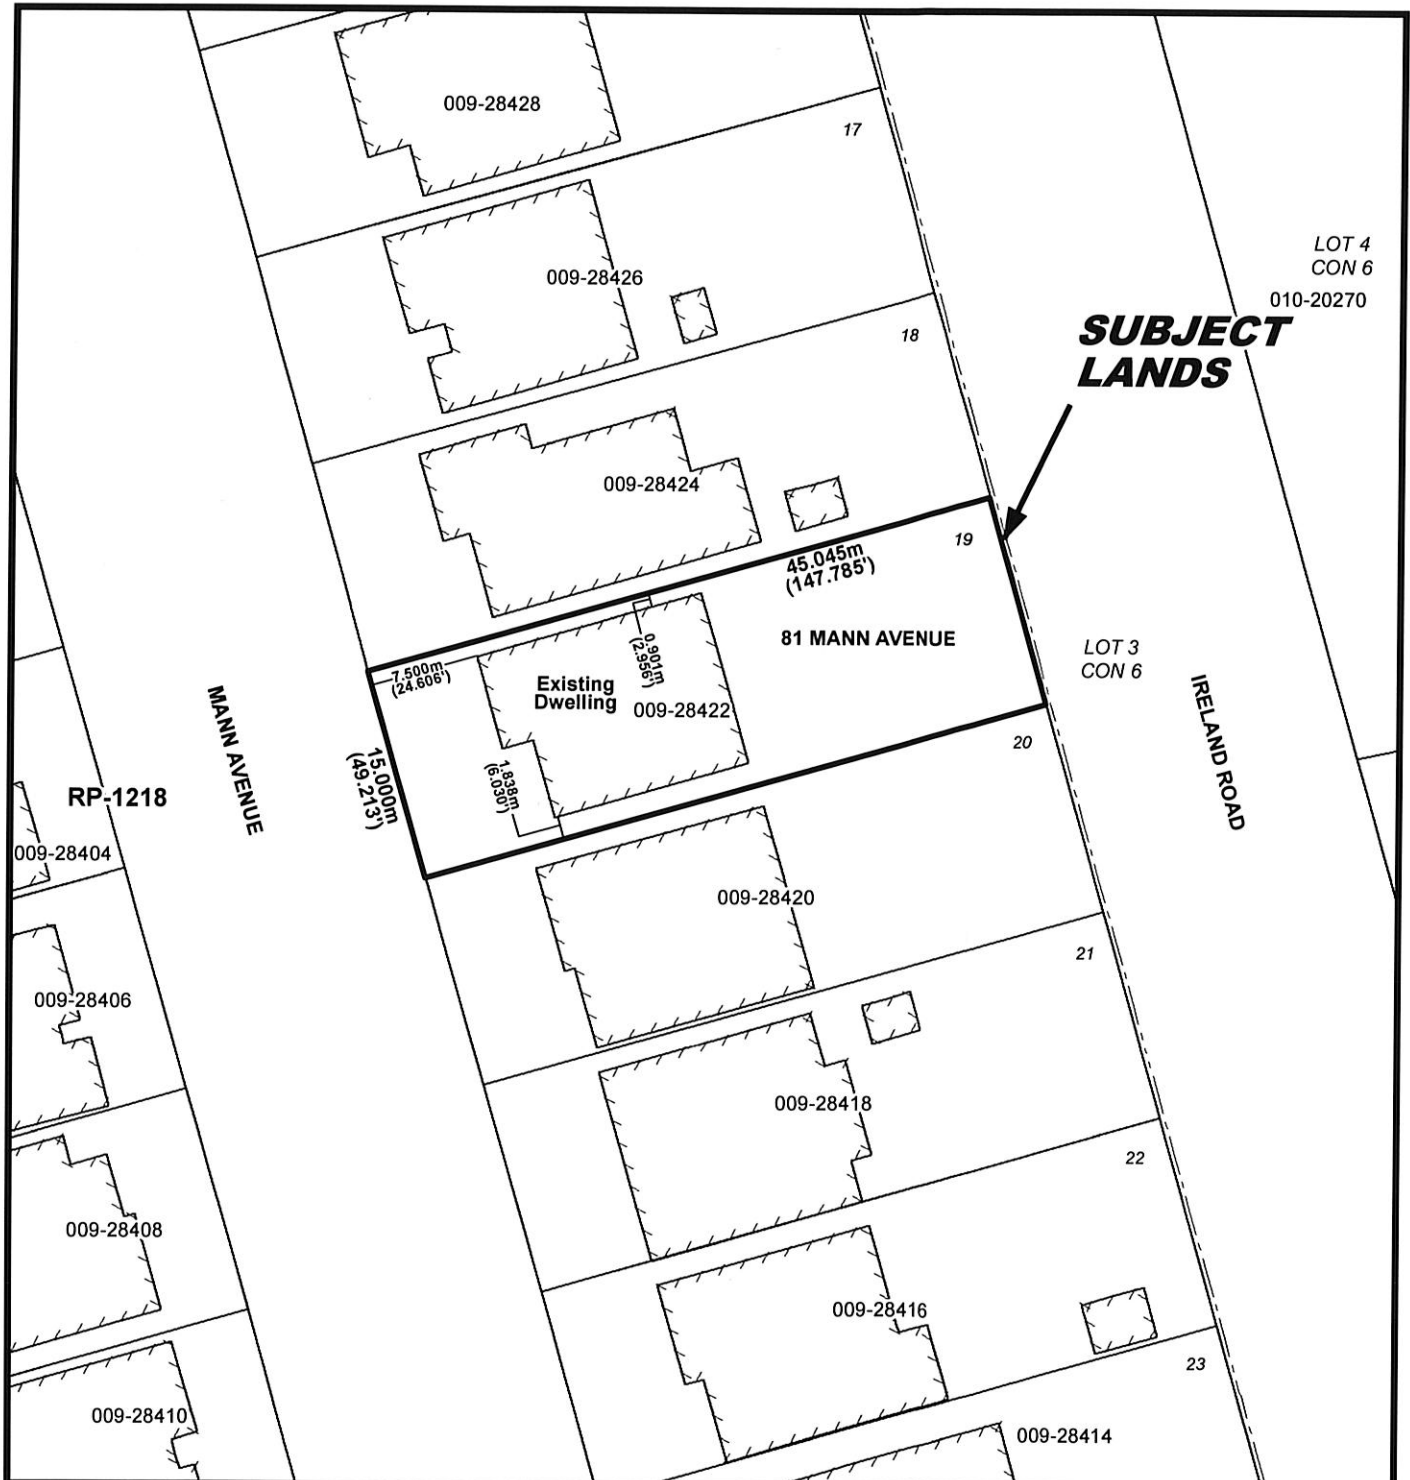 009-28428
17
009-28426
LOT 4
CON 6
010-20270
18
SUBJECT
LANDS
009-28424
19
45.045m
(147.785')
81 MANN AVENUE
0.901m
(2.956')
7.500m
(24.606')
Existing
Dwelling
009-28422
LOT 3
CON 6
MANN AVENUE
IRELAND ROAD
20
15.000m
(49.213')
1.838m
(6.030')
RP-1218
009-28404
009-28420
21
009-28406
009-28418
22
009-28408
009-28416
23
009-28410
009-28414